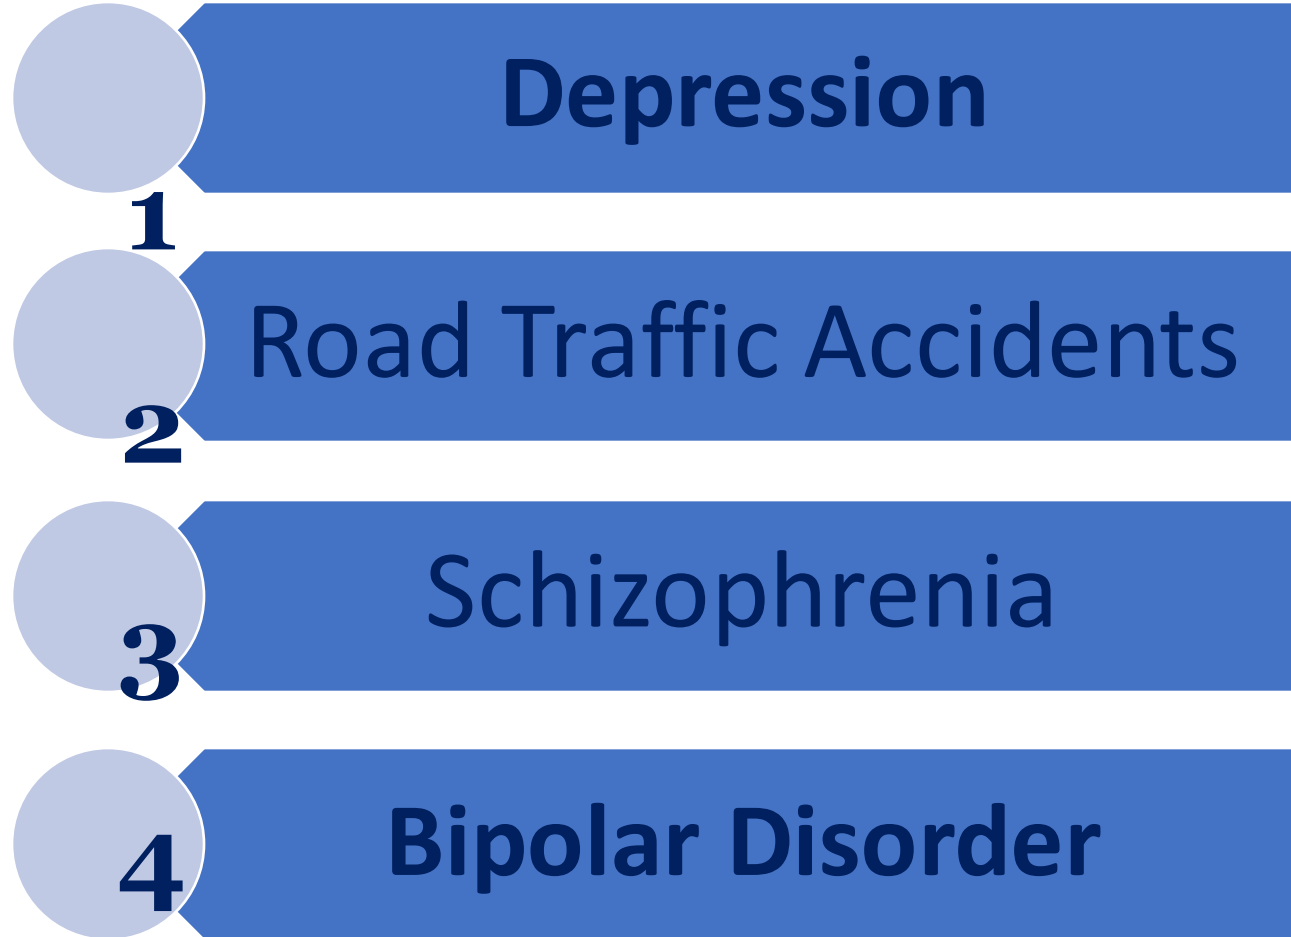 Depression
1
Road Traffic Accidents
2
Schizophrenia
3
Bipolar Disorder
4